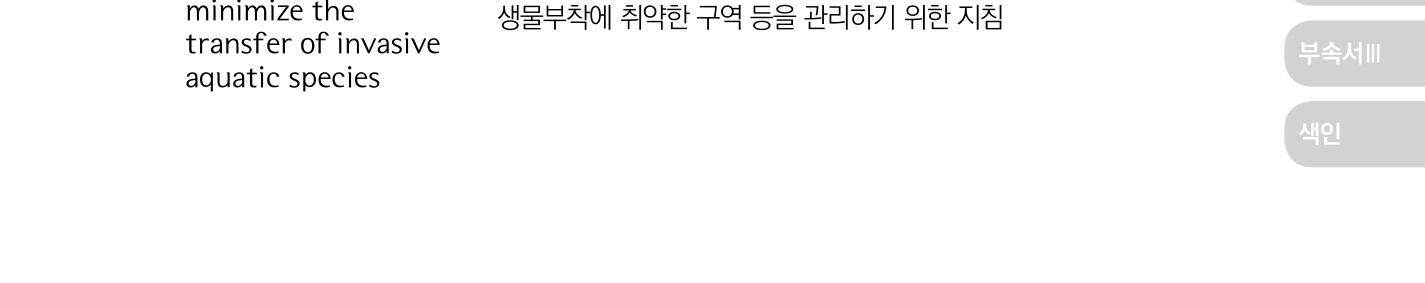 minimize the
transfer of invasive
aquatic species
생물부착에 취약한 구역 등을 관리하기 위한 지침
부속서Ⅲ
색인